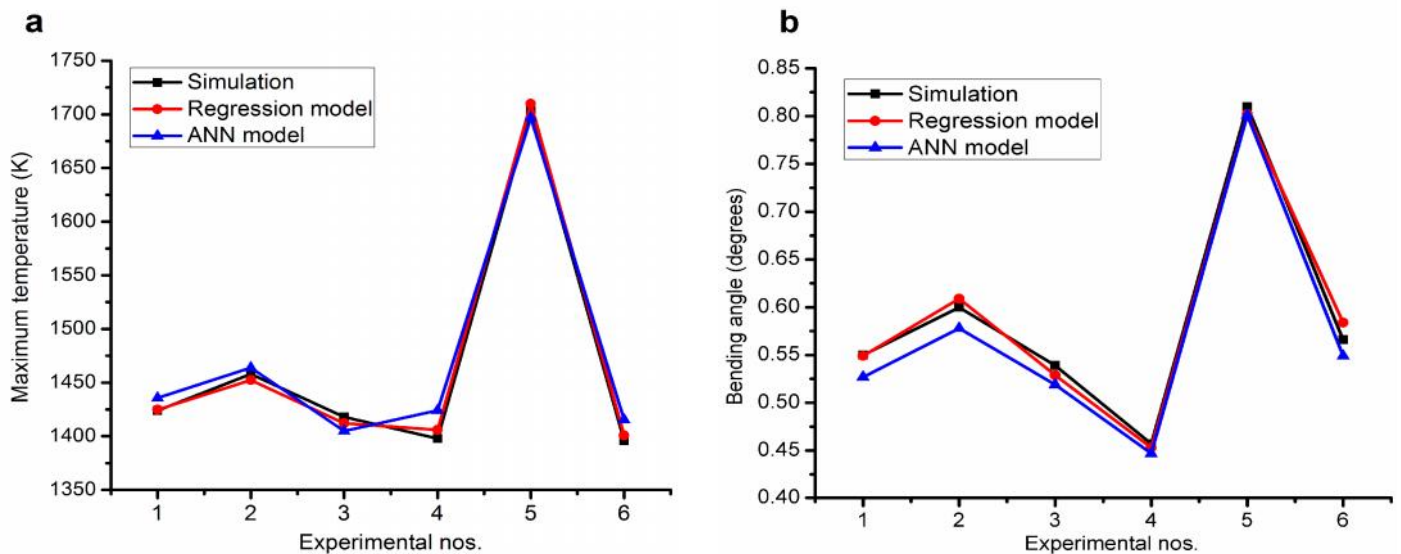 a
1750
1700
1650
1600
1550
1500
1450
1400
1350
Maximum temperature (K)
Simulation
Regression model
ANN model
1 2 3 4 5 6
Experimental nos.
b
0.85
0.80
0.75
0.70
0.65
0.60
0.55
0.50
0.45
0.40
Bending angle (degrees)
Simulation
Regression model
ANN model
1 2 3 4 5 6
Experimental nos.